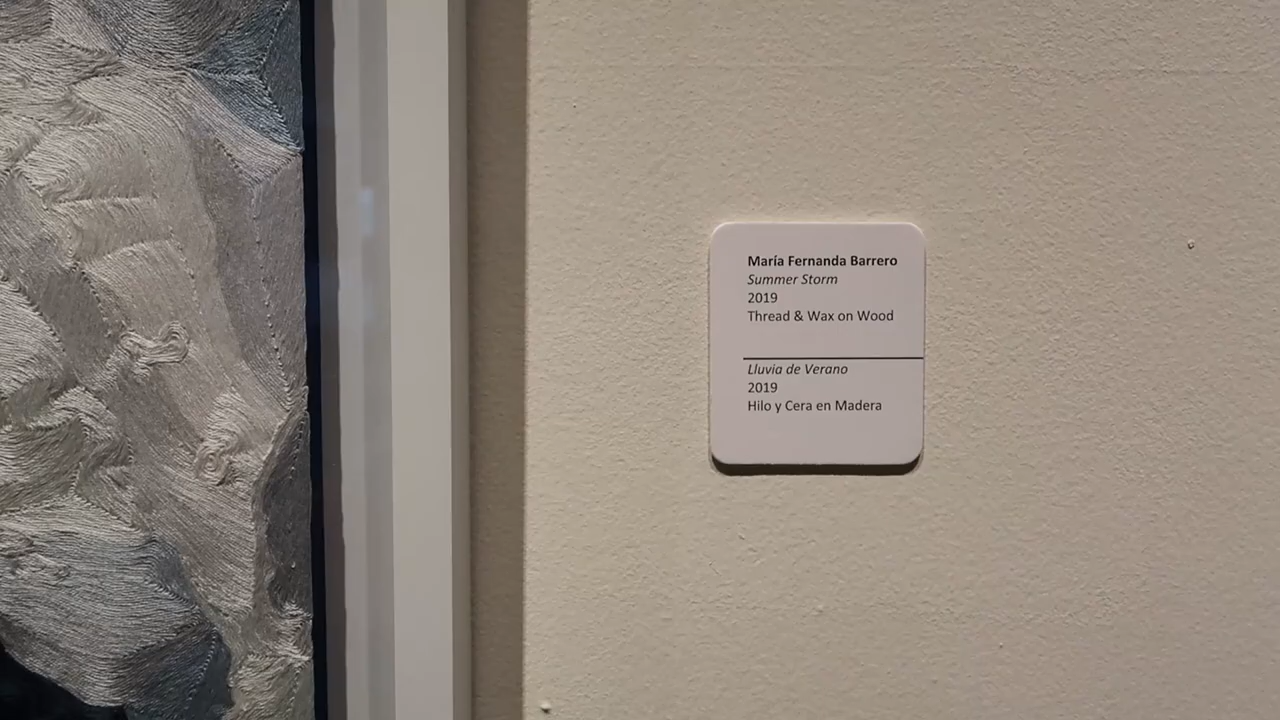 María Fernanda Barrero
Summer Storm
2019
Thread & Wax on Wood
Lluvia de Verano
2019
Hilo y Cera en Madera